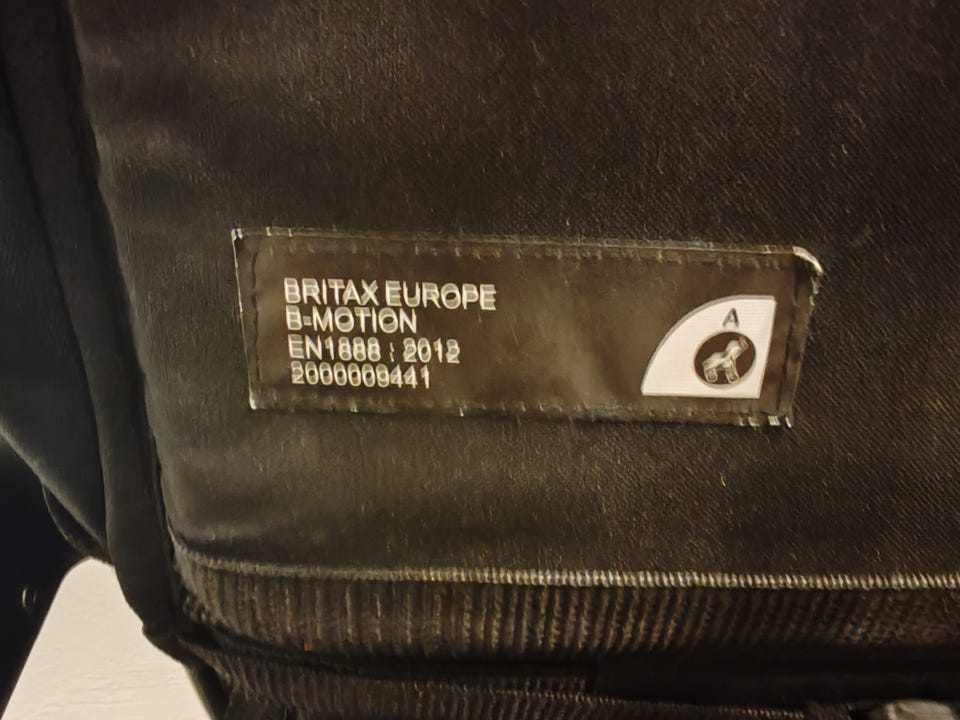 BRITAX EUROPE
B-MOTION
EN1888 : 2012
2000009441
A